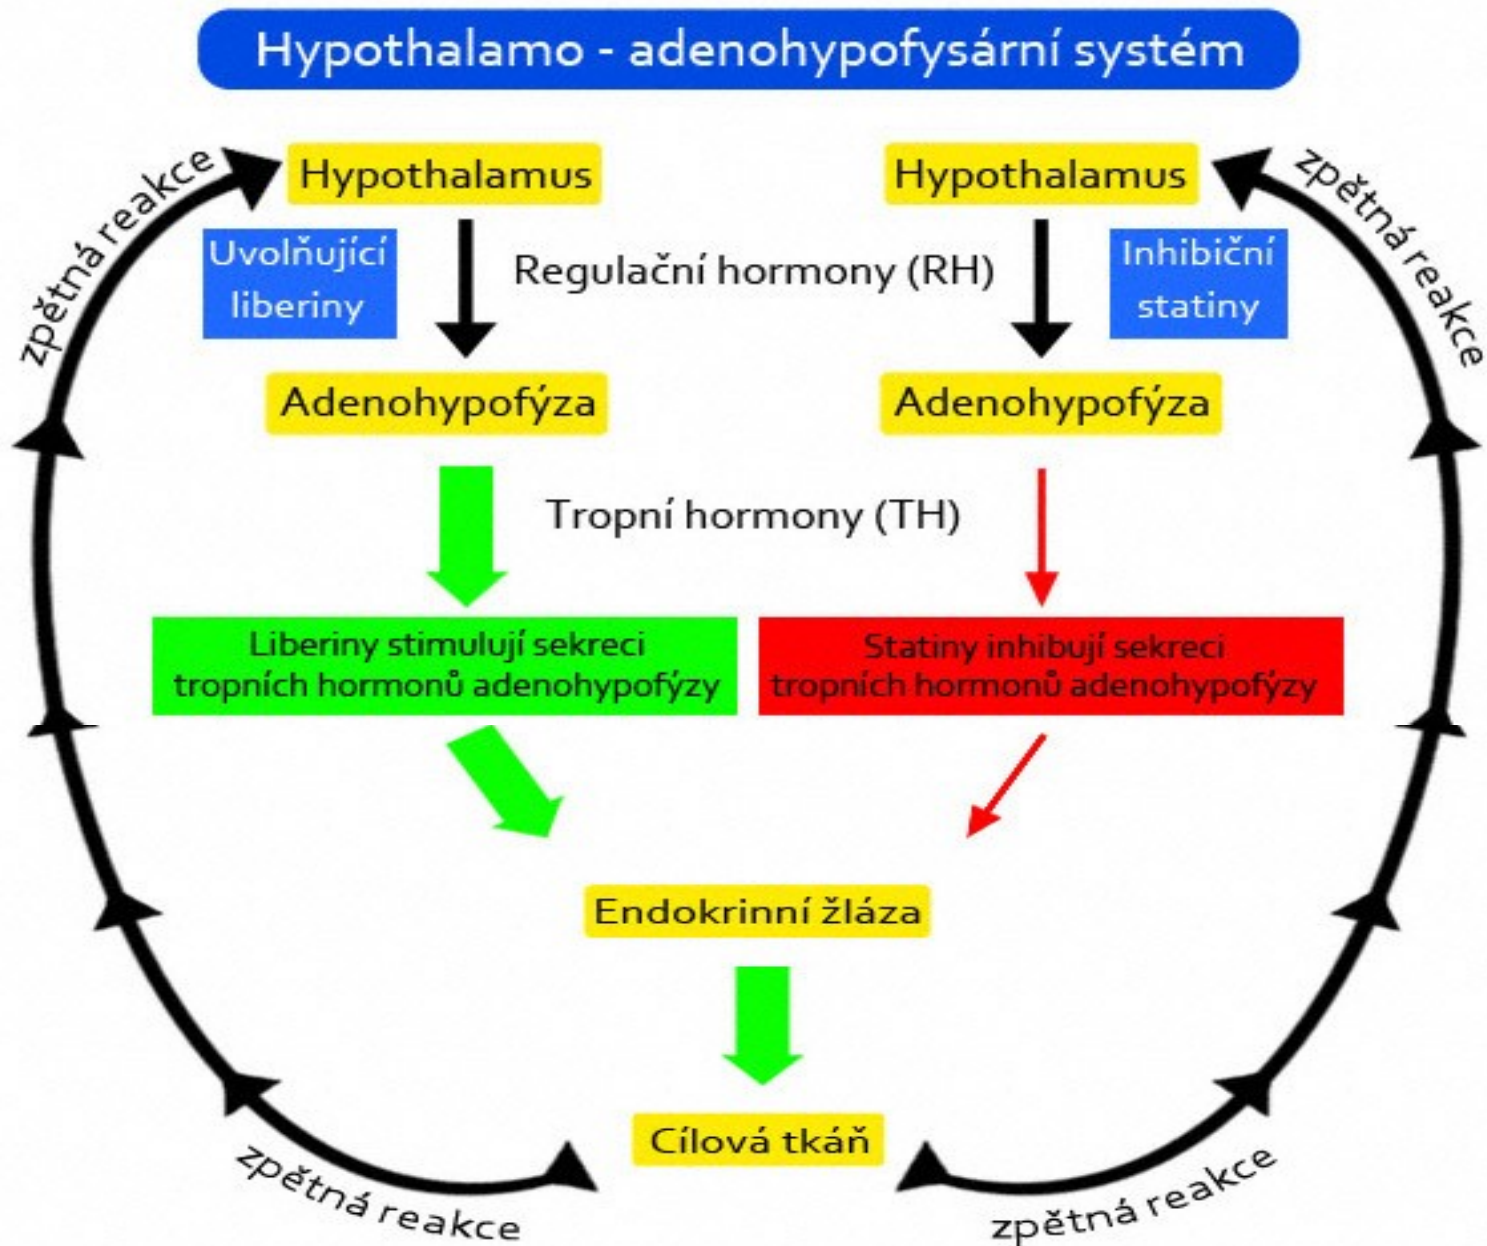 Hypothalamo - adenohypofysární systém
zpětná reakce
Hypothalamus
Hypothalamus
zpětná reakce
Uvolňující
liberiny
Regulační hormony (RH)
Inhibiční
statiny
Adenohypofýza
Adenohypofýza
Tropní hormony (TH)
Liberiny stimulují sekreci
tropních hormonů adenohypofýzy
Statiny inhibují sekreci
tropních hormonů adenohypofýzy
Endokrinní žláza
Cílová tkáň
zpětná reakce
zpětná reakce